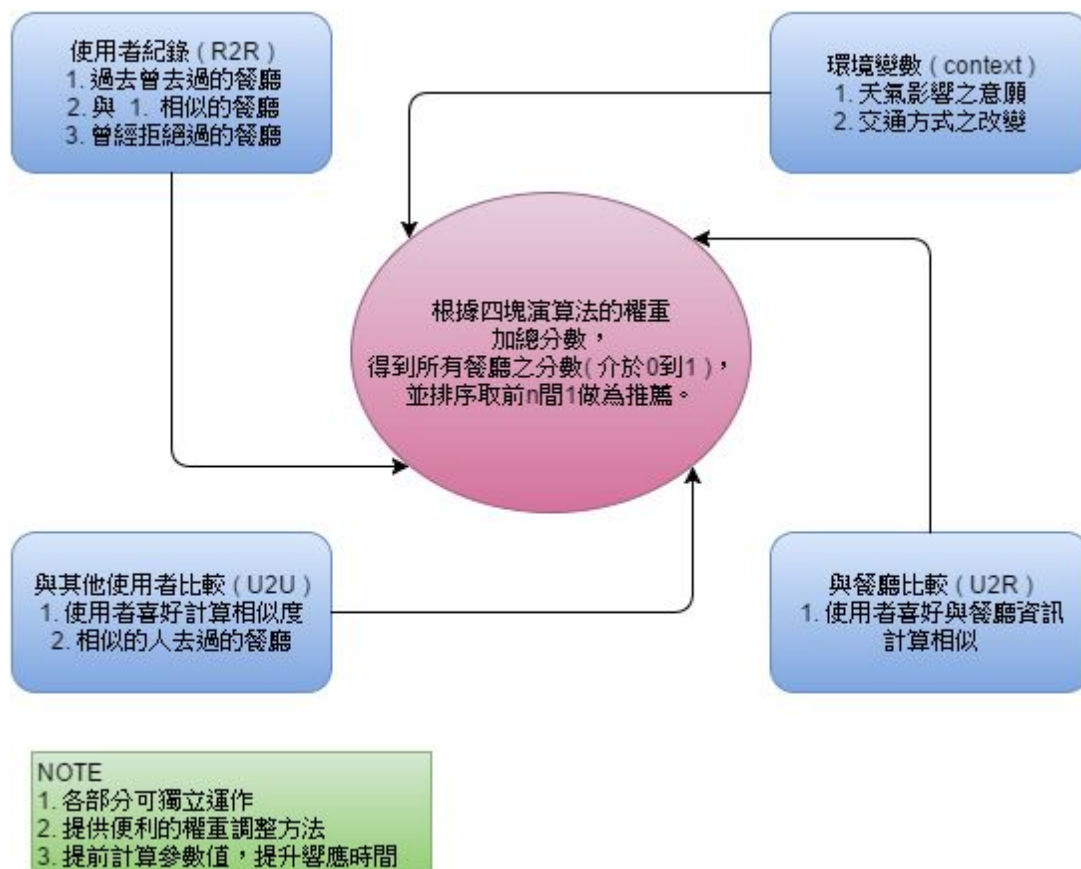 使用者紀錄 ( R2R )
1. 過去曾去過的餐廳
2. 與 1. 相似的餐廳
3. 曾經拒絕過的餐廳
環境變數 ( context )
1. 天氣影響之意願
2. 交通方式之改變
根據四塊演算法的權重
加總分數，
得到所有餐廳之分數( 介於0到1 )，
並排序取前n間1做為推薦。
與其他使用者比較 ( U2U )
1. 使用者喜好計算相似度
2. 相似的人去過的餐廳
與餐廳比較 ( U2R )
1. 使用者喜好與餐廳資訊
計算相似
NOTE
1. 各部分可獨立運作
2. 提供便利的權重調整方法
3. 提前計算參數值，提升響應時間